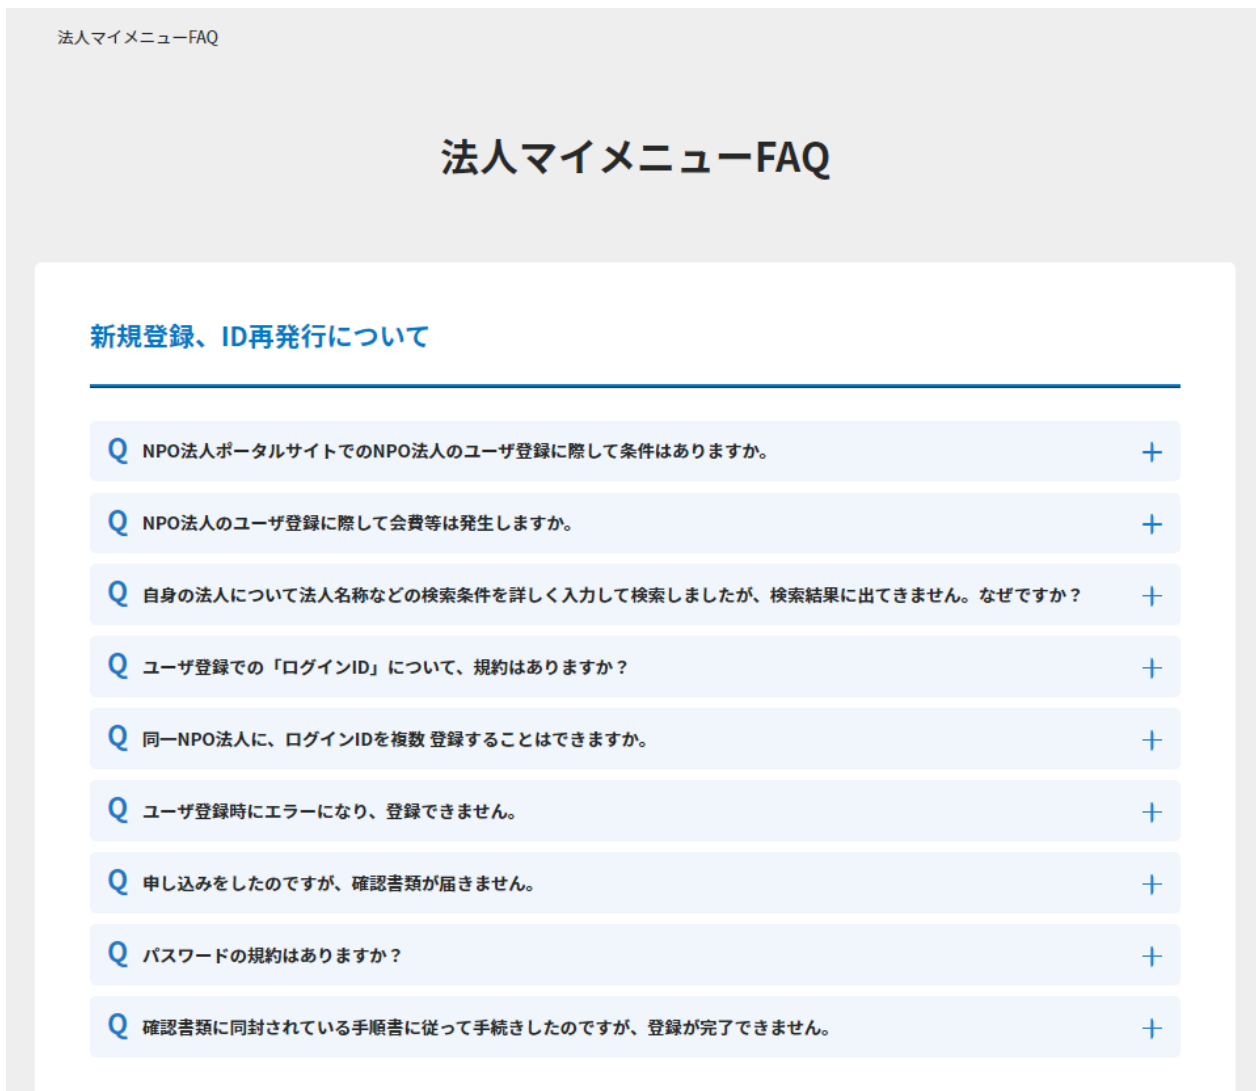 法人マイメニューFAQ
法人マイメニューFAQ
新規登録、ID再発行について
Q NPO法人ポータルサイトでのNPO法人のユーザ登録に際して条件はありますか。
Q NPO法人のユーザ登録に際して会費等は発生しますか。
Q 自身の法人について法人名称などの検索条件を詳しく入力して検索しましたが、検索結果に出てきません。なぜですか？
Q ユーザ登録での「ログインID」について、規約はありますか？
Q 同一NPO法人に、ログインIDを複数 登録することはできますか。
Q ユーザ登録時にエラーになり、登録できません。
Q 申し込みをしたのですが、確認書類が届きません。
Q パスワードの規約はありますか？
Q 確認書類に同封されている手順書に従って手続きしたのですが、登録が完了できません。